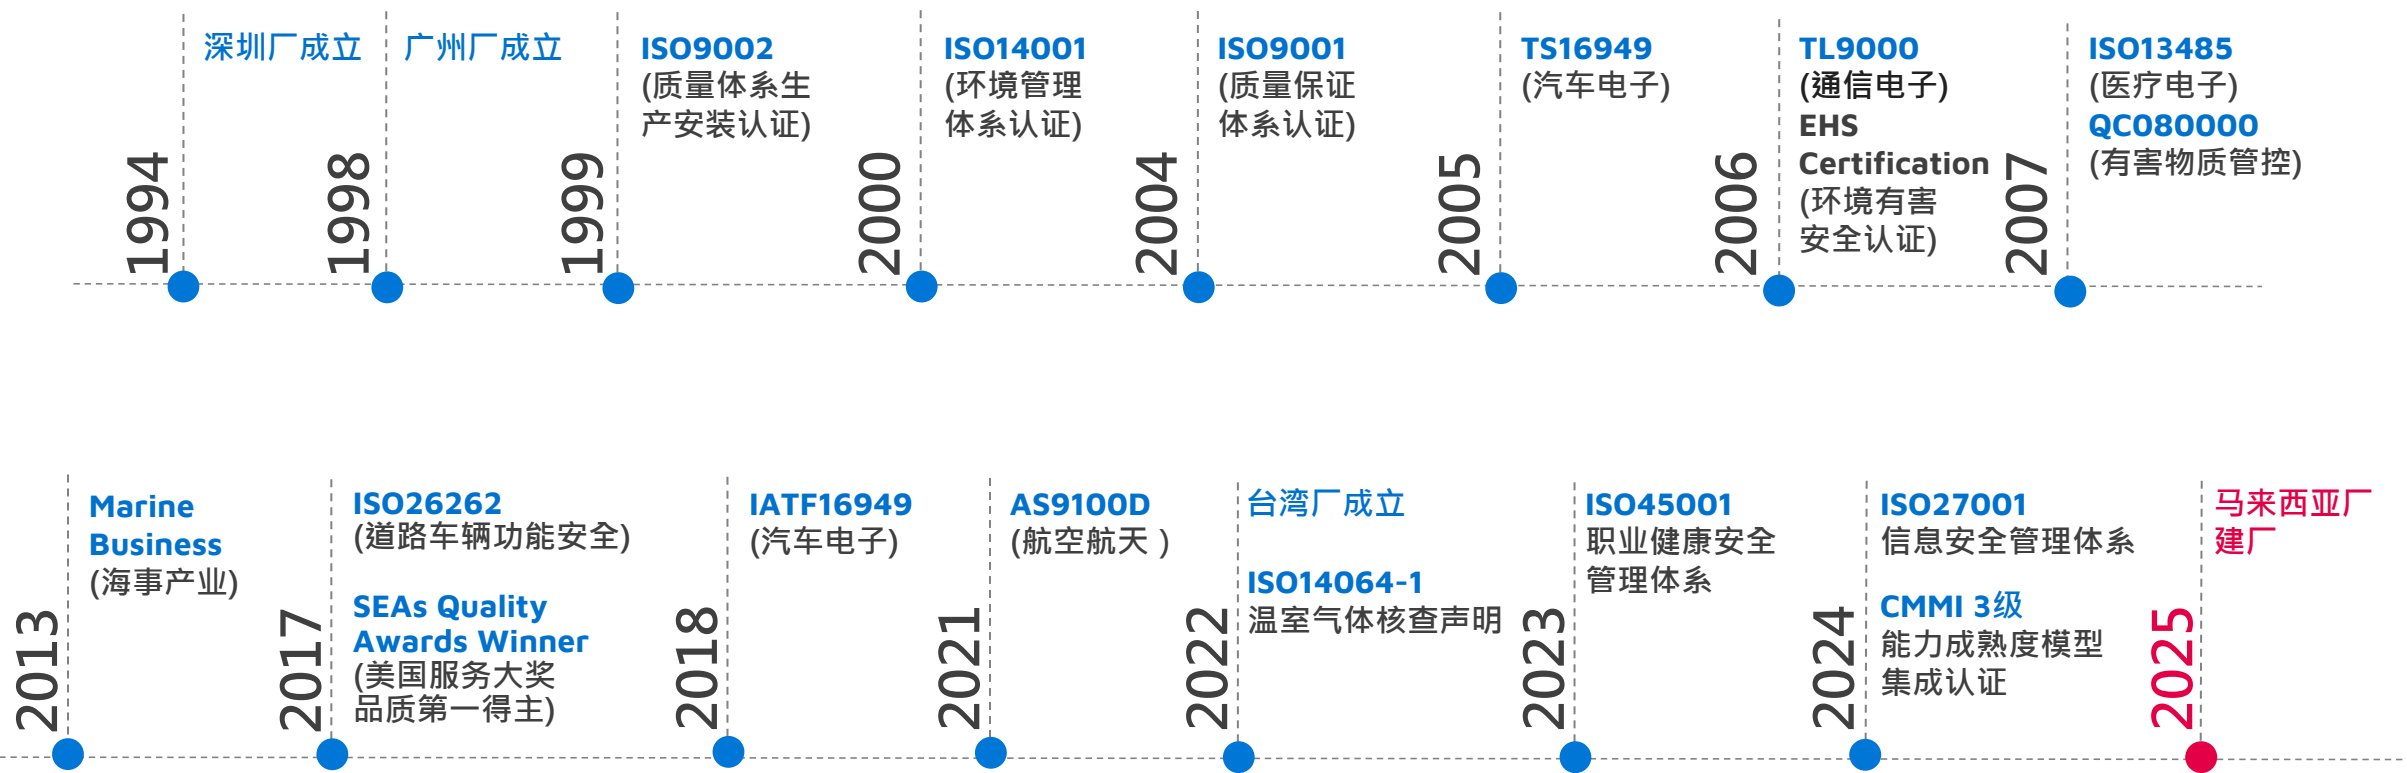 1994
深圳厂成立
1998
广州厂成立
1999
ISO9002
(质量体系生
产安装认证)
2000
ISO14001
(环境管理
体系认证)
2004
ISO9001
(质量保证
体系认证)
2005
TS16949
(汽车电子)
2006
TL9000
(通信电子)
EHS
Certification
(环境有害
安全认证)
2007
ISO13485
(医疗电子)
QC080000
(有害物质管控)
2013
Marine
Business
(海事产业)
2017
ISO26262
(道路车辆功能安全)
SEAs Quality
Awards Winner
(美国服务大奖
品质第一得主)
2018
IATF16949
(汽车电子)
2021
AS9100D
(航空航天 )
2022
台湾厂成立
ISO14064-1
温室气体核查声明
2023
ISO45001
职业健康安全
管理体系
2024
ISO27001
信息安全管理体系
CMMI 3级
能力成熟度模型
集成认证
2025
马来西亚厂
建厂